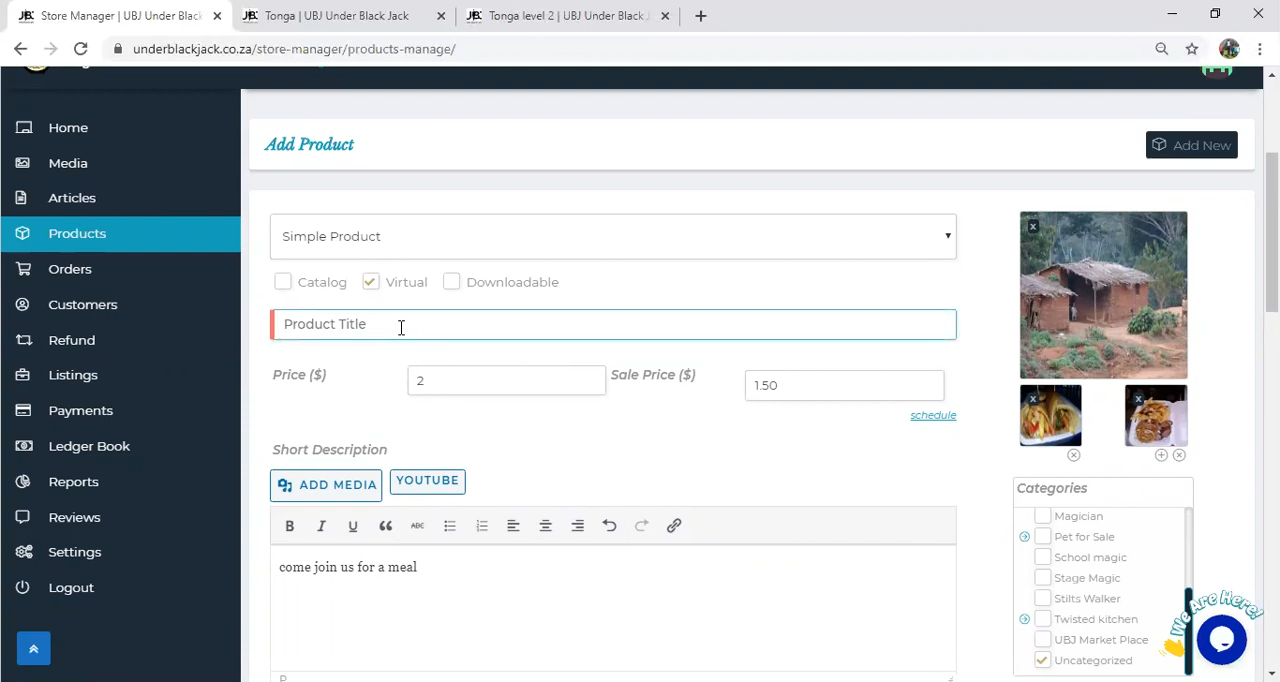 Store Manager | UBJ Under Black
Tonga | UBJ Under Black Jack
Tonga level 2 | UBJ Under Black J
underblackjack.co.za/store-manager/products-manage/
Home
Media
Articles
Products
Orders
Customers
Refund
Listings
Payments
Ledger Book
Reports
Reviews
Settings
Logout
Add Product
Add New
Simple Product
Catalog
Virtual
Downloadable
Product Title
Price ($)
2
Sale Price ($)
1.50
schedule
Short Description
ADD MEDIA
YOUTUBE
B I U ABC
come join us for a meal
P
Categories
Magician
Pet for Sale
School magic
Stage Magic
Stilts Walker
Twisted kitchen
UBJ Market Place
Uncategorized
We Are Here!